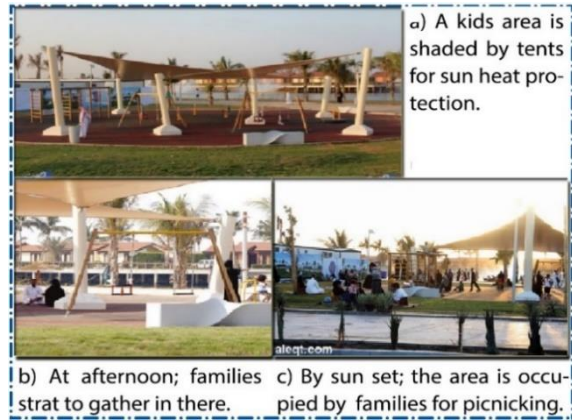 a) A kids area is
shaded by tents
for sun heat pro-
tection.
aleqt.com
b) At afternoon; families
strat to gather in there.
c) By sun set; the area is occu-
pied by families for picnicking.